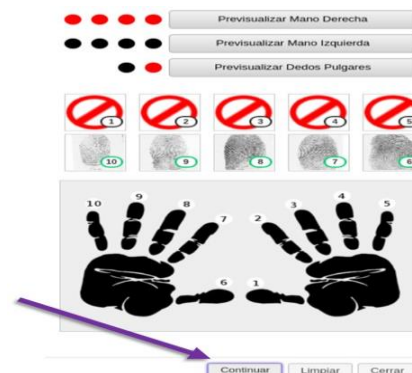 Previsualizar Mano Derecha
Previsualizar Mano Izquierda
Previsualizar Dedos Pulgares
1 2 3 4 5
10 9 8 7 6
10 9 8 7 2 3 4 5
6 1
Continuar Limpiar Cerrar